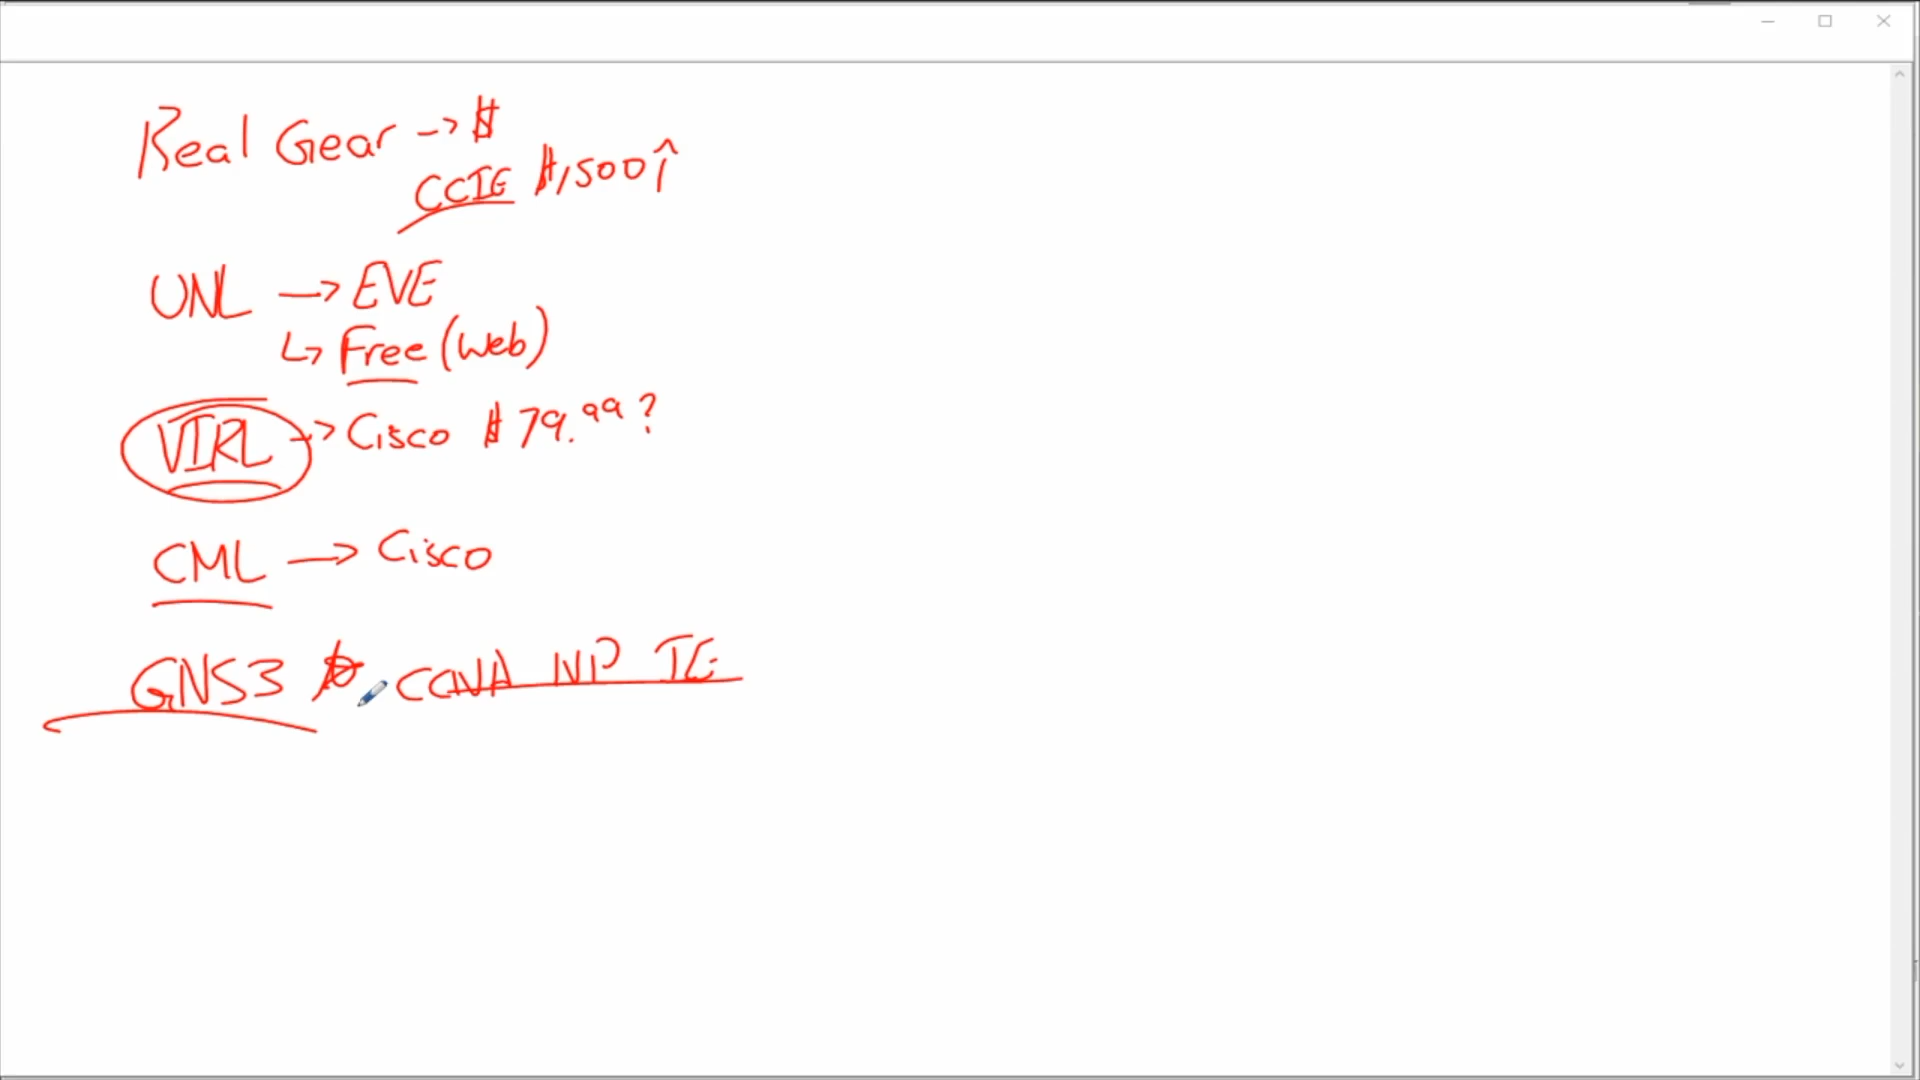 Real Gear -> $
CCIE $1,500↑
UNL -> EVE
↳ Free (Web)
VIRL -> Cisco $79.99?
CML -> Cisco
GNS3 ☆ CCNA NP IE